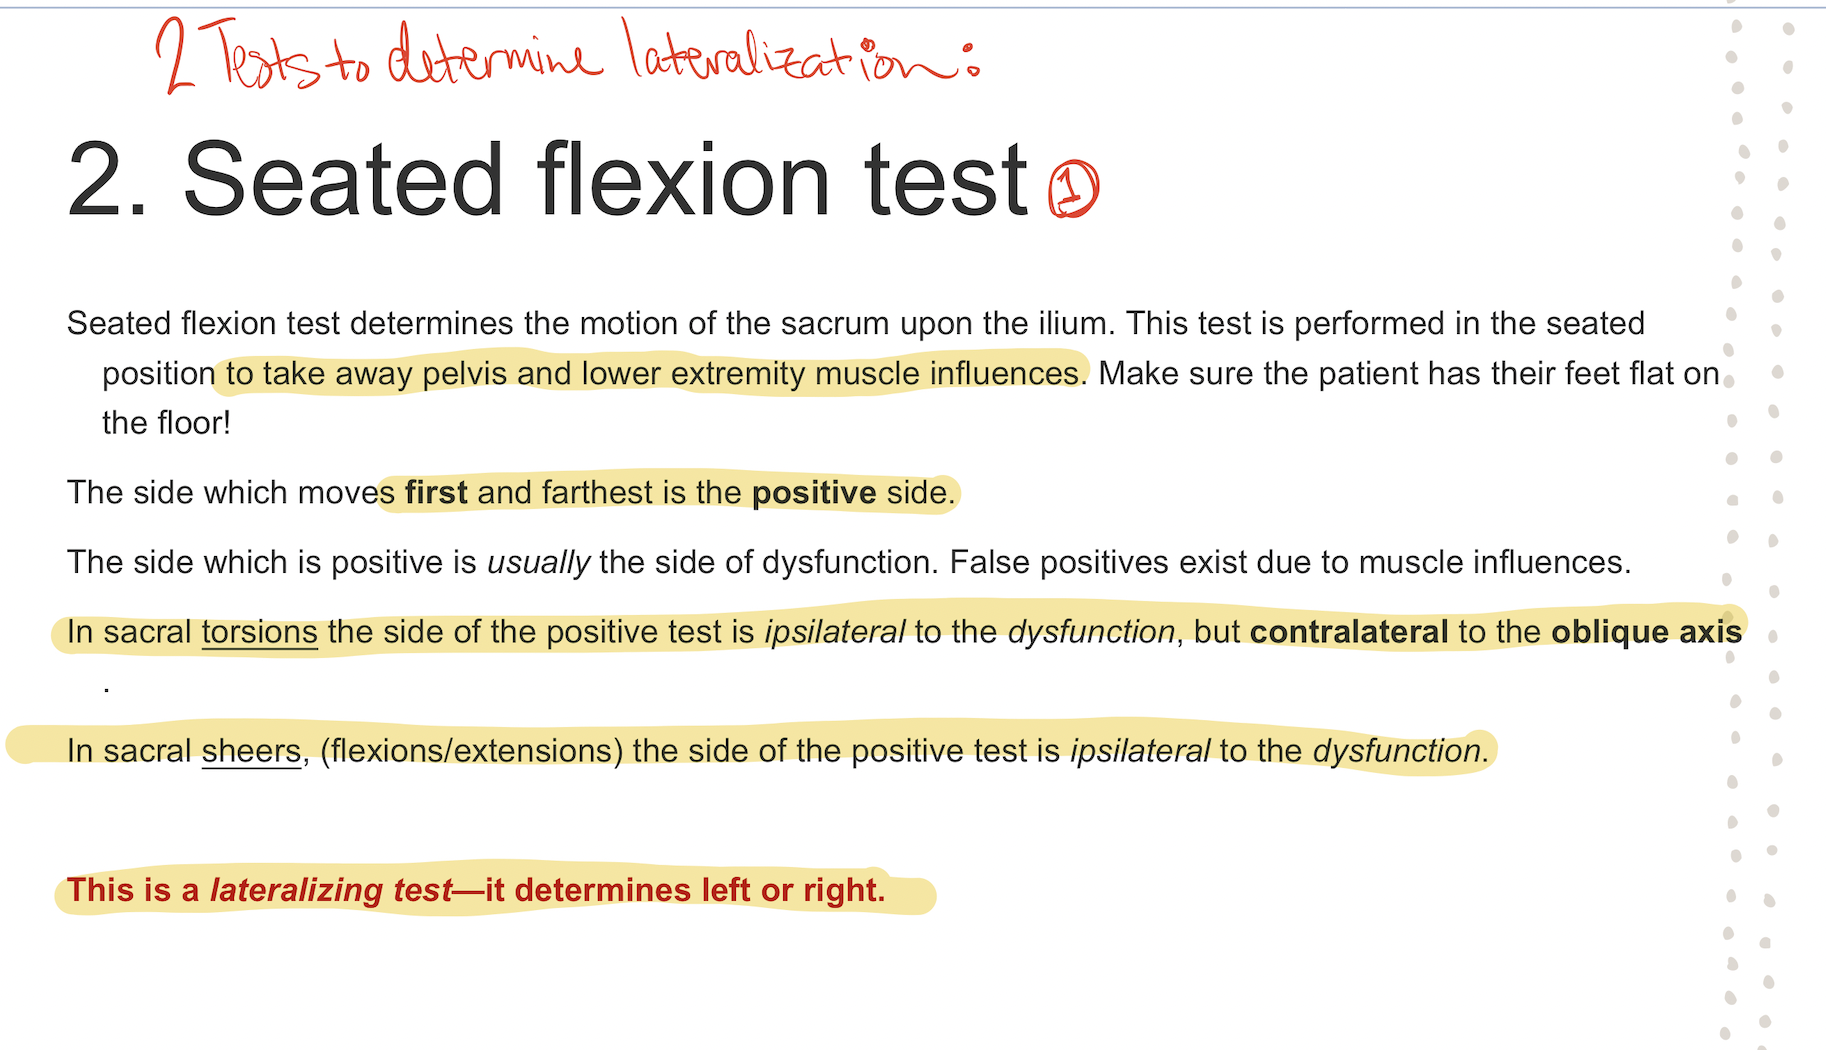 2 Tests to determine lateralization:
2. Seated flexion test ①
Seated flexion test determines the motion of the sacrum upon the ilium. This test is performed in the seated
position to take away pelvis and lower extremity muscle influences. Make sure the patient has their feet flat on
the floor!
The side which moves first and farthest is the positive side.
The side which is positive is usually the side of dysfunction. False positives exist due to muscle influences.
In sacral torsions the side of the positive test is ipsilateral to the dysfunction, but contralateral to the oblique axis
.
In sacral sheers, (flexions/extensions) the side of the positive test is ipsilateral to the dysfunction.
This is a lateralizing test—it determines left or right.